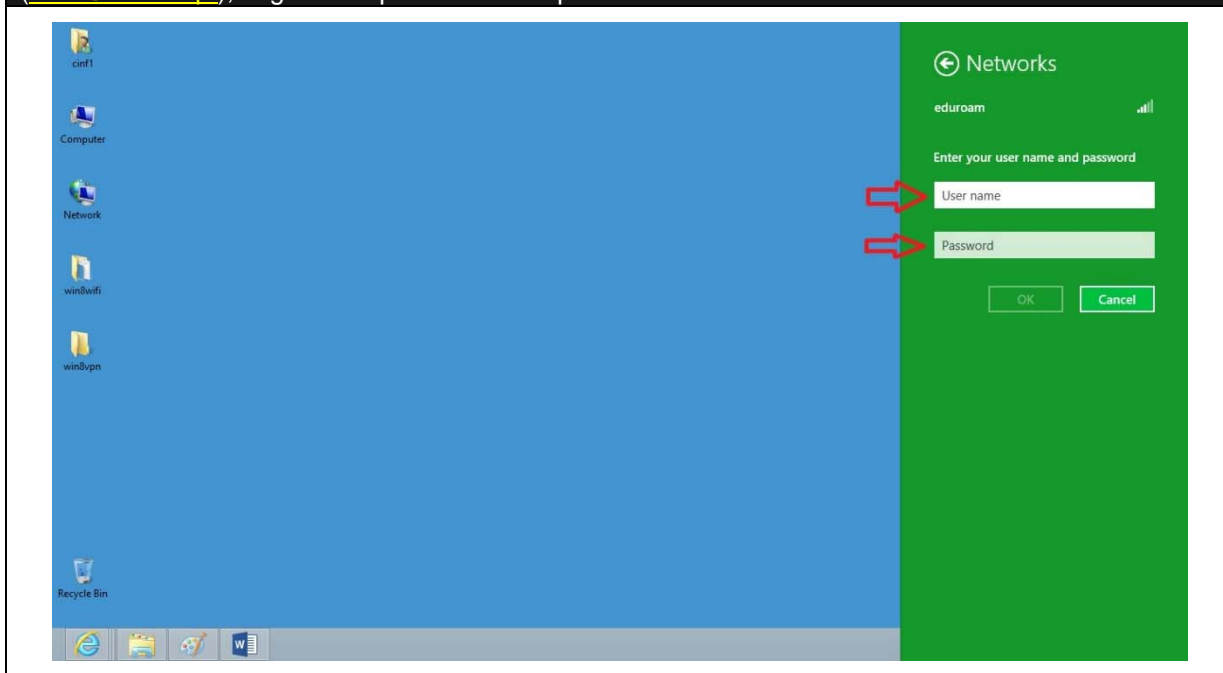 cinf1
Computer
Network
win8wifi
win8vpn
Recycle Bin
Networks
eduroam
Enter your user name and password
User name
Password
OK
Cancel